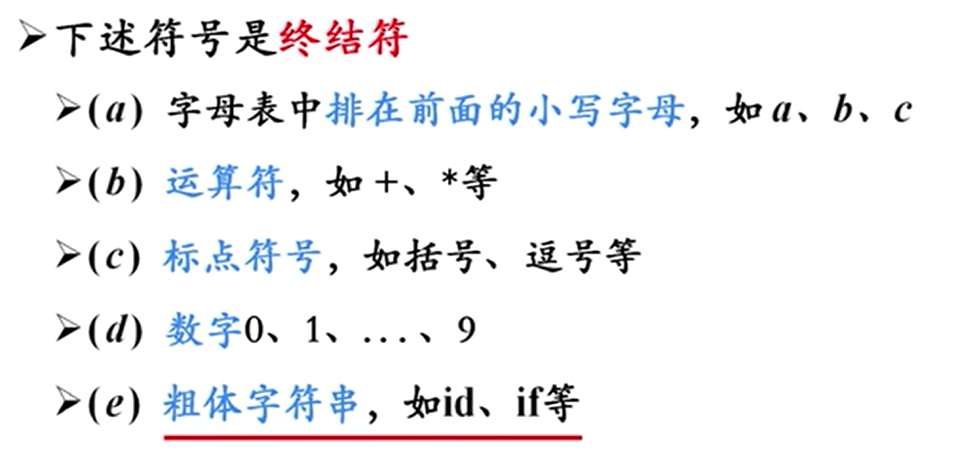 ➢下述符号是终结符
➢(a) 字母表中排在前面的小写字母，如 a、b、c
➢(b) 运算符，如 +、*等
➢(c) 标点符号，如括号、逗号等
➢(d) 数字0、1、...、9
➢(e) 粗体字符串，如id、if等